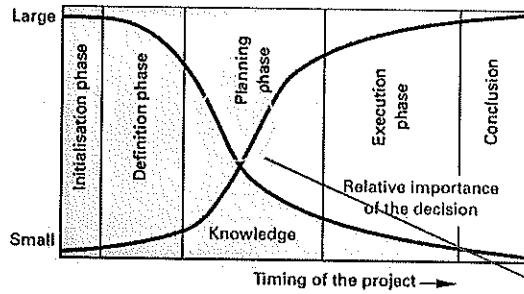 Large
Small
Initialisation phase
Definition phase
Planning
phase
Execution
phase
Conclusion
Relative importance
of the decision
Knowledge
Timing of the project